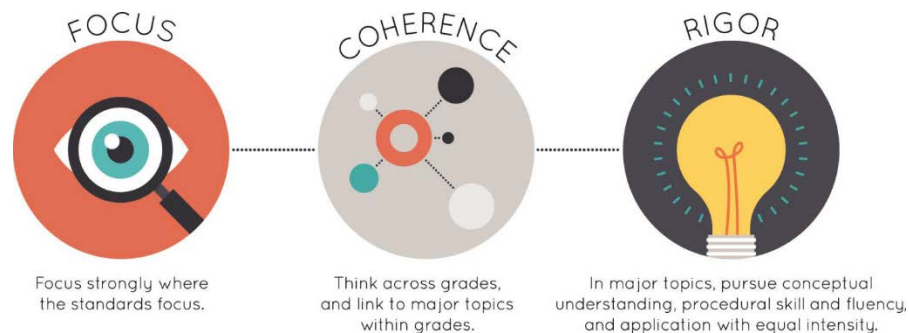 FOCUS
COHERENCE
RIGOR
Focus strongly where
the standards focus.
Think across grades,
and link to major topics
within grades.
In major topics, pursue conceptual
understanding, procedural skill and fluency,
and application with equal intensity.